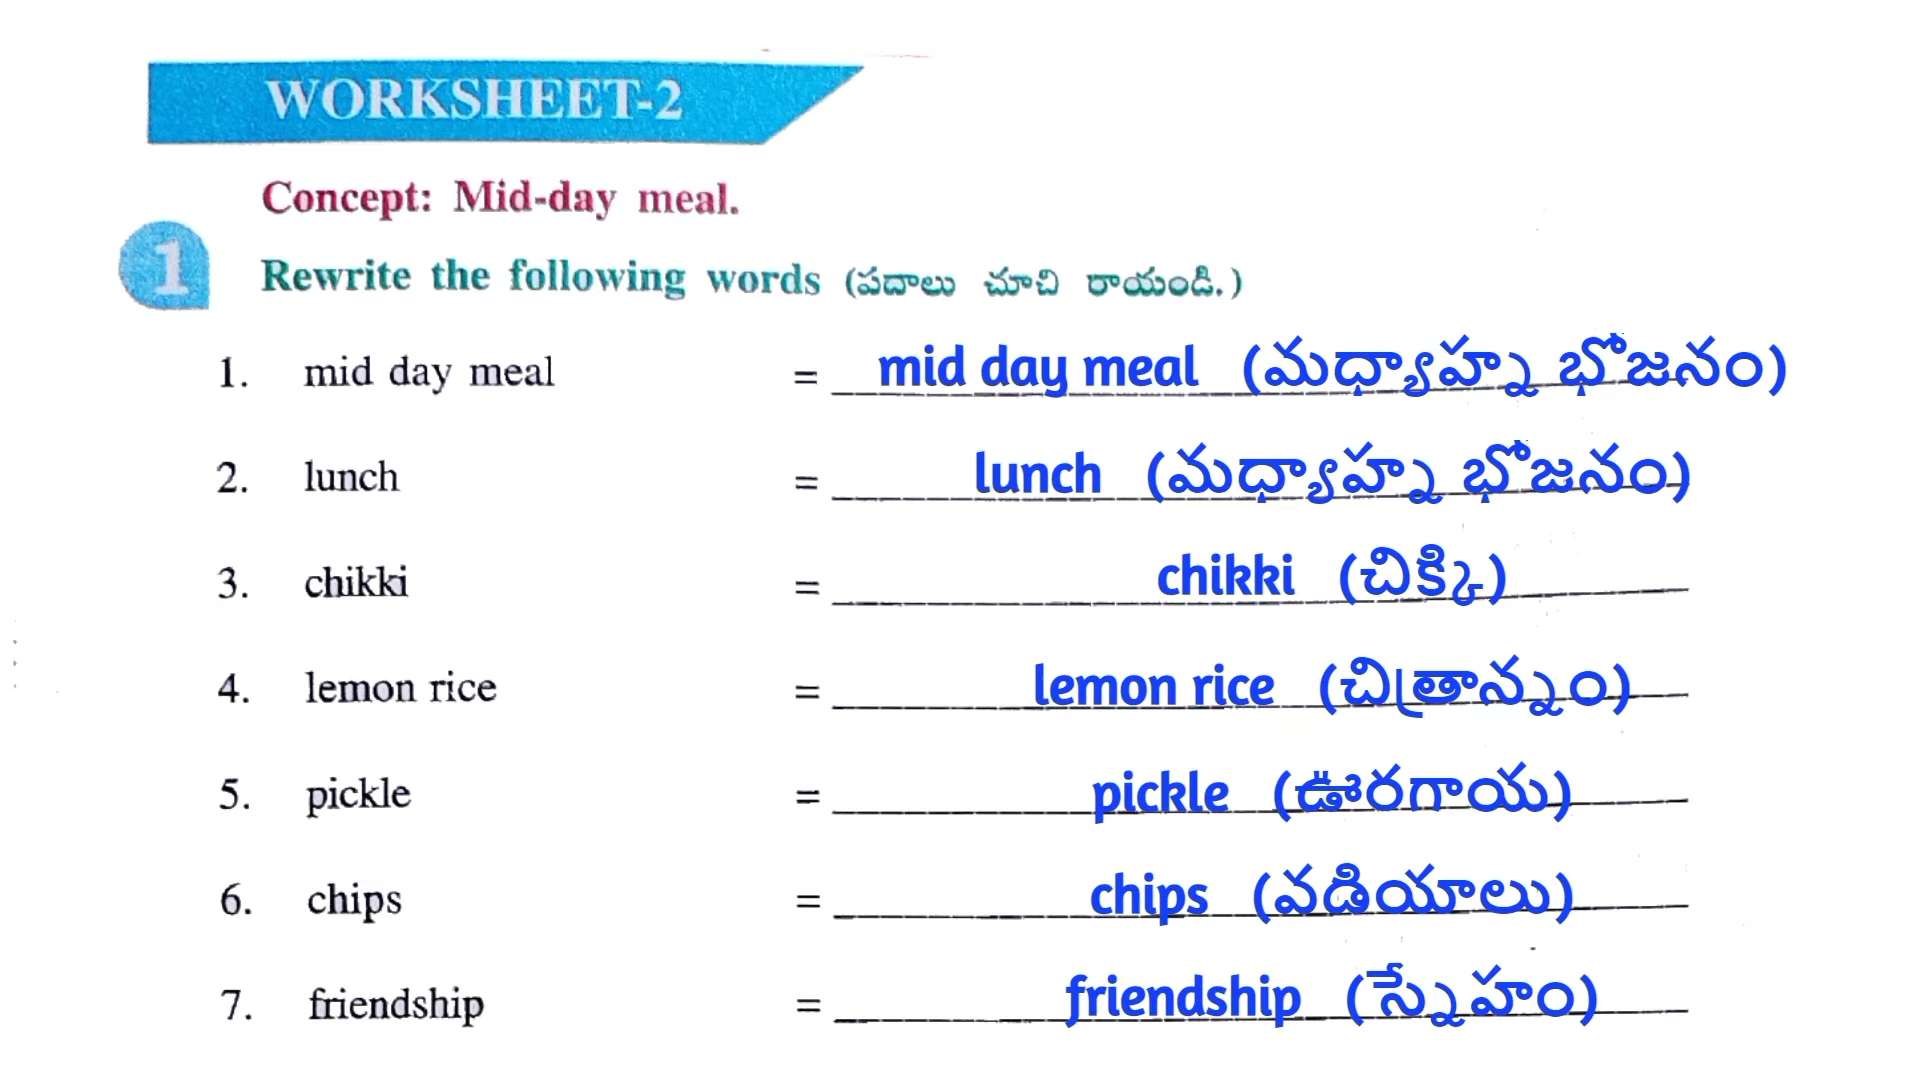 WORKSHEET-2
Concept: Mid-day meal.
1 Rewrite the following words (పదాలు చూచి రాయండి.)
1. mid day meal = mid day meal (మధ్యాహ్న భోజనం)
2. lunch = lunch (మధ్యాహ్న భోజనం)
3. chikki = chikki (చిక్కి)
4. lemon rice = lemon rice (చిత్రాన్నం)
5. pickle = pickle (ఊరగాయ)
6. chips = chips (వడియాలు)
7. friendship = friendship (స్నేహం)